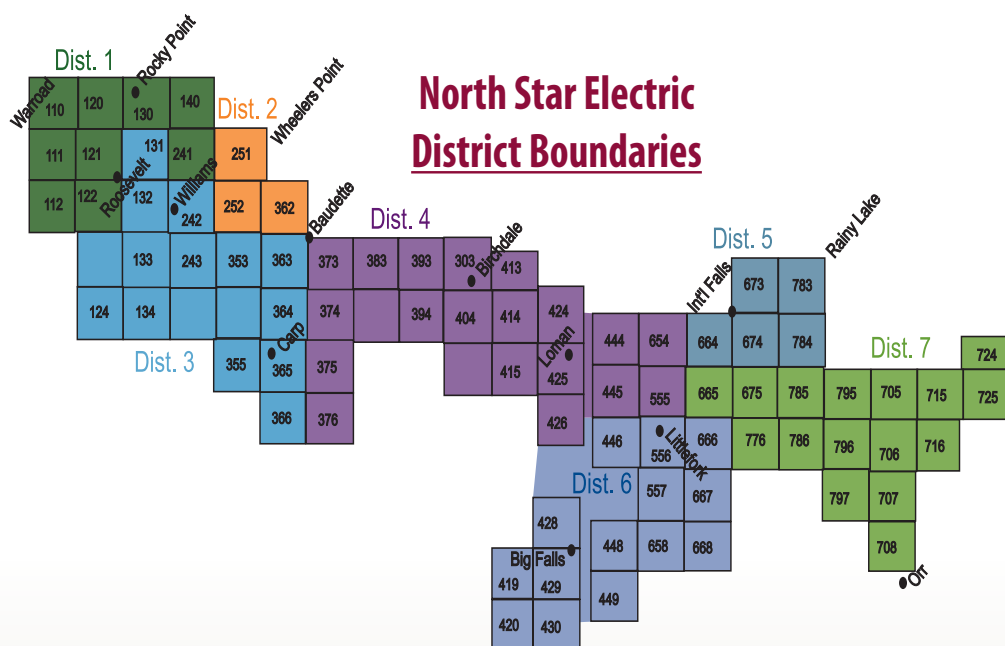 North Star Electric
District Boundaries
Dist. 1
Rocky Point
Warroad
110 120 130 140
Dist. 2
Wheelers Point
111 121 131 241 251
Roosevelt
Williams
112 122 132 242 252 362
Baudette
Dist. 4
133 243 353 363 373 383 393 303 413
Birchdale
Dist. 5
Rainy Lake
Int'l Falls
673 783
124 134 364 374 394 404 414 424
444 654 664 674 784
Dist. 3
Carp
Loman
Dist. 7
724
355 365 375 415 425
445 555 665 675 785 795 705 715 725
366 376 426
446 556 666 776 786 796 706 716
Littlefork
Dist. 6
557 667 797 707
428
Big Falls
448 658 668 708
Orr
419 429 449
420 430